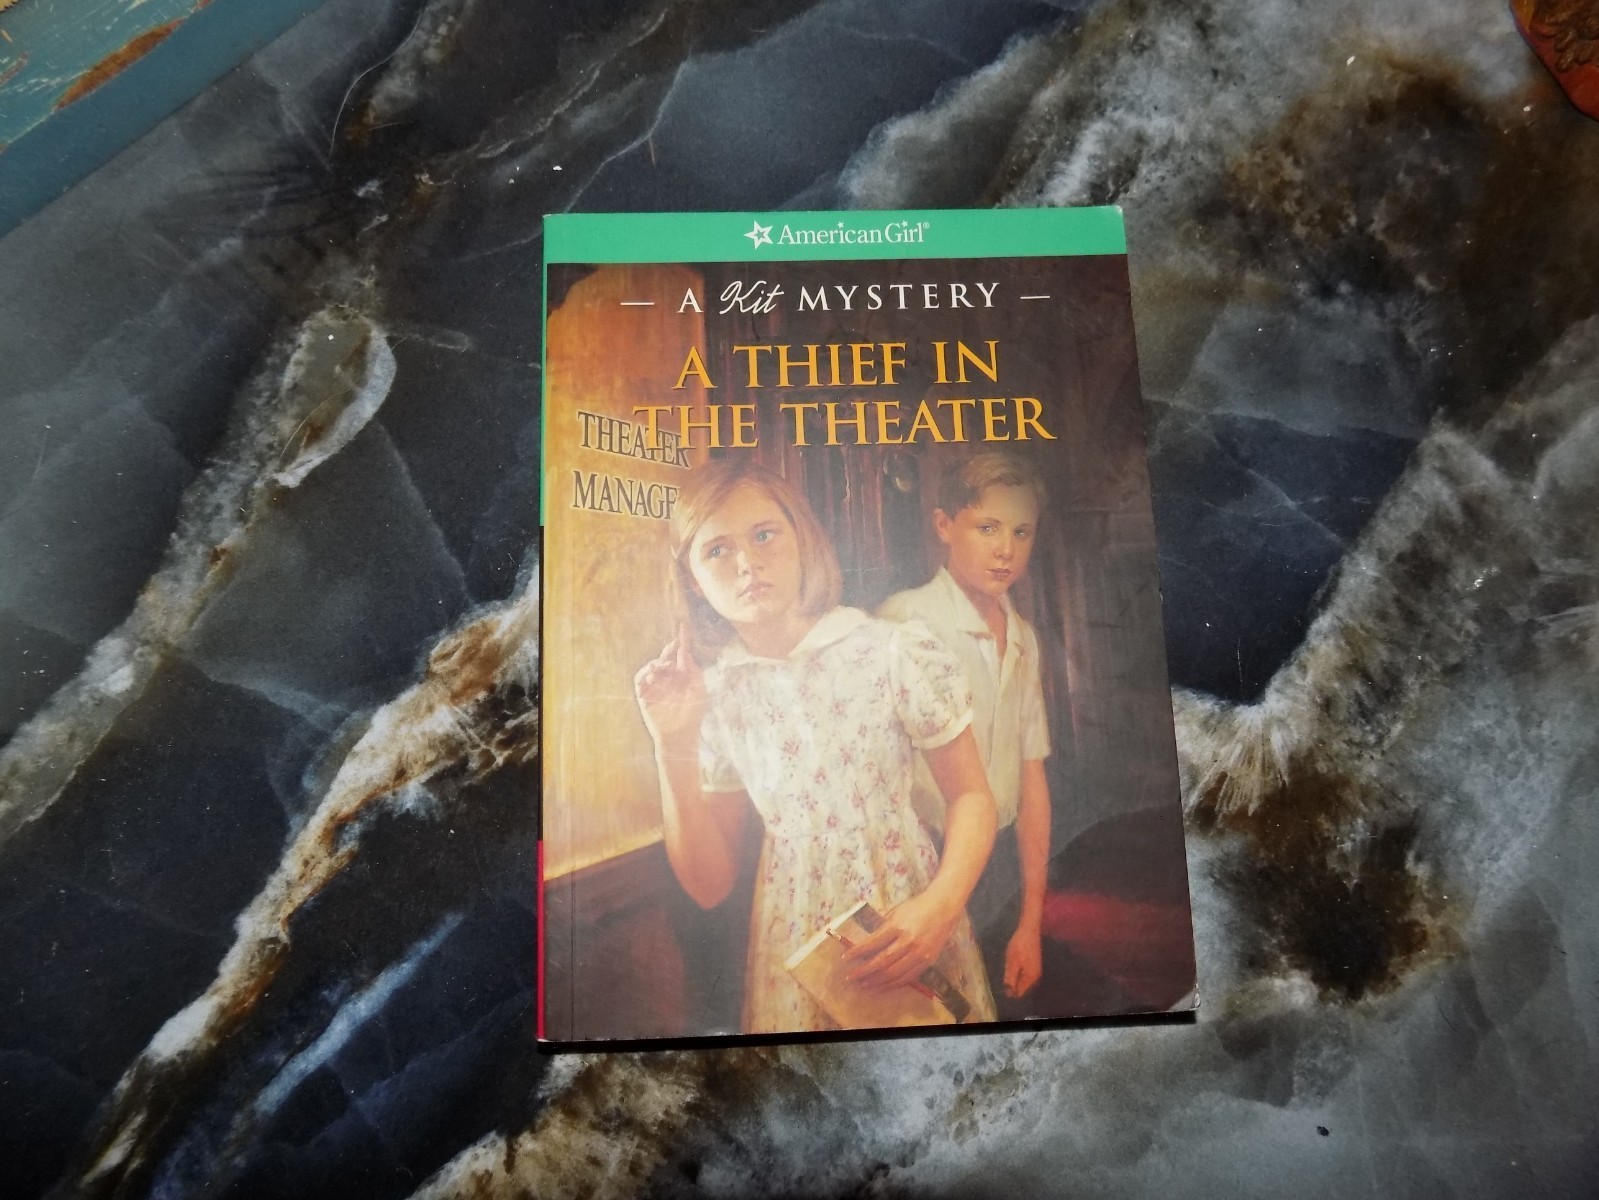 American Girl®
— A Kit MYSTERY —
A THIEF IN
THE THEATER
THEATER
MANAGE